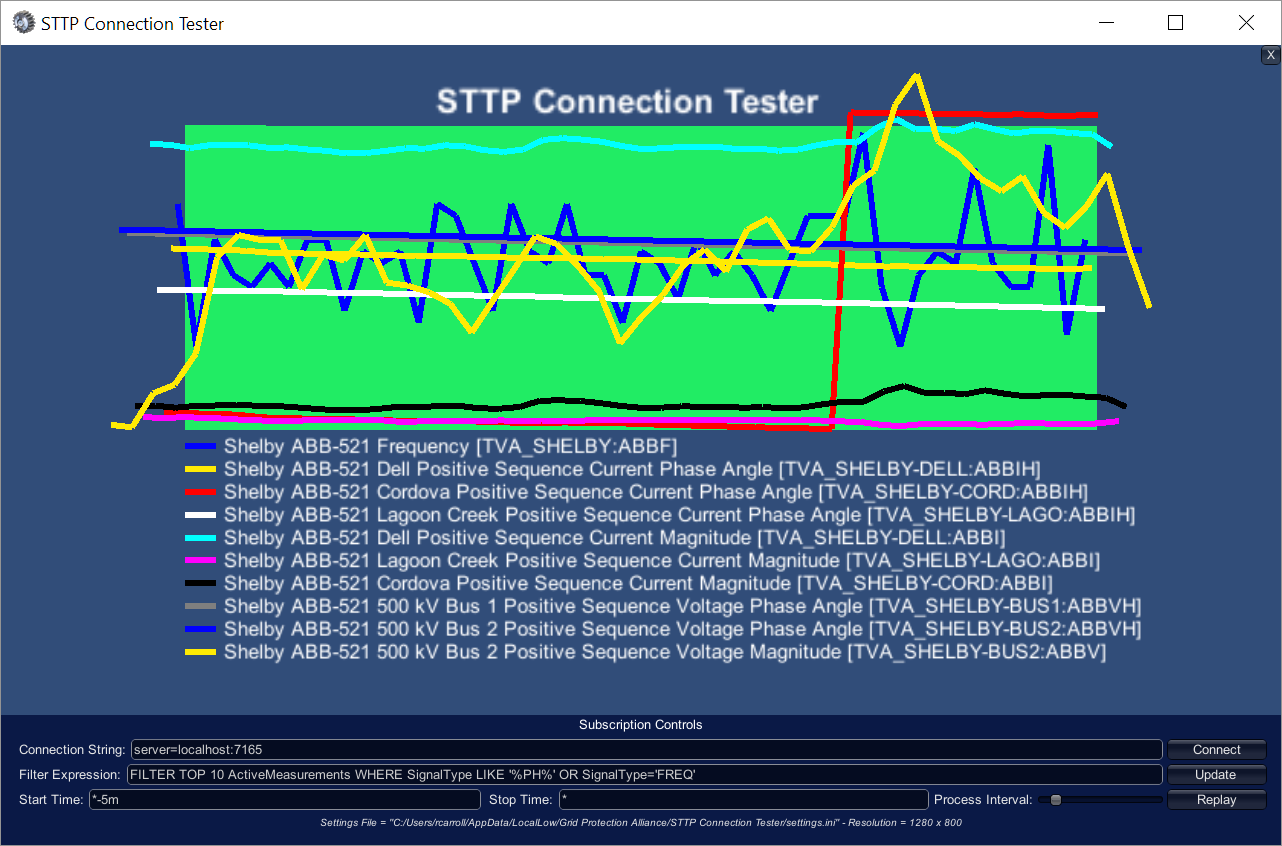 STTP Connection Tester
X
STTP Connection Tester
Shelby ABB-521 Frequency [TVA_SHELBY:ABBF]
Shelby ABB-521 Dell Positive Sequence Current Phase Angle [TVA_SHELBY-DELL:ABBIH]
Shelby ABB-521 Cordova Positive Sequence Current Phase Angle [TVA_SHELBY-CORD:ABBIH]
Shelby ABB-521 Lagoon Creek Positive Sequence Current Phase Angle [TVA_SHELBY-LAGO:ABBIH]
Shelby ABB-521 Dell Positive Sequence Current Magnitude [TVA_SHELBY-DELL:ABBI]
Shelby ABB-521 Lagoon Creek Positive Sequence Current Magnitude [TVA_SHELBY-LAGO:ABBI]
Shelby ABB-521 Cordova Positive Sequence Current Magnitude [TVA_SHELBY-CORD:ABBI]
Shelby ABB-521 500 kV Bus 1 Positive Sequence Voltage Phase Angle [TVA_SHELBY-BUS1:ABBVH]
Shelby ABB-521 500 kV Bus 2 Positive Sequence Voltage Phase Angle [TVA_SHELBY-BUS2:ABBVH]
Shelby ABB-521 500 kV Bus 2 Positive Sequence Voltage Magnitude [TVA_SHELBY-BUS2:ABBV]
Subscription Controls
Connection String: server=localhost:7165 Connect
Filter Expression: FILTER TOP 10 ActiveMeasurements WHERE SignalType LIKE '%PH%' OR SignalType='FREQ' Update
Start Time: *-5m Stop Time: * Process Interval: Replay
Settings File = "C:/Users/rcarroll/AppData/LocalLow/Grid Protection Alliance/STTP Connection Tester/settings.ini" - Resolution = 1280 x 800